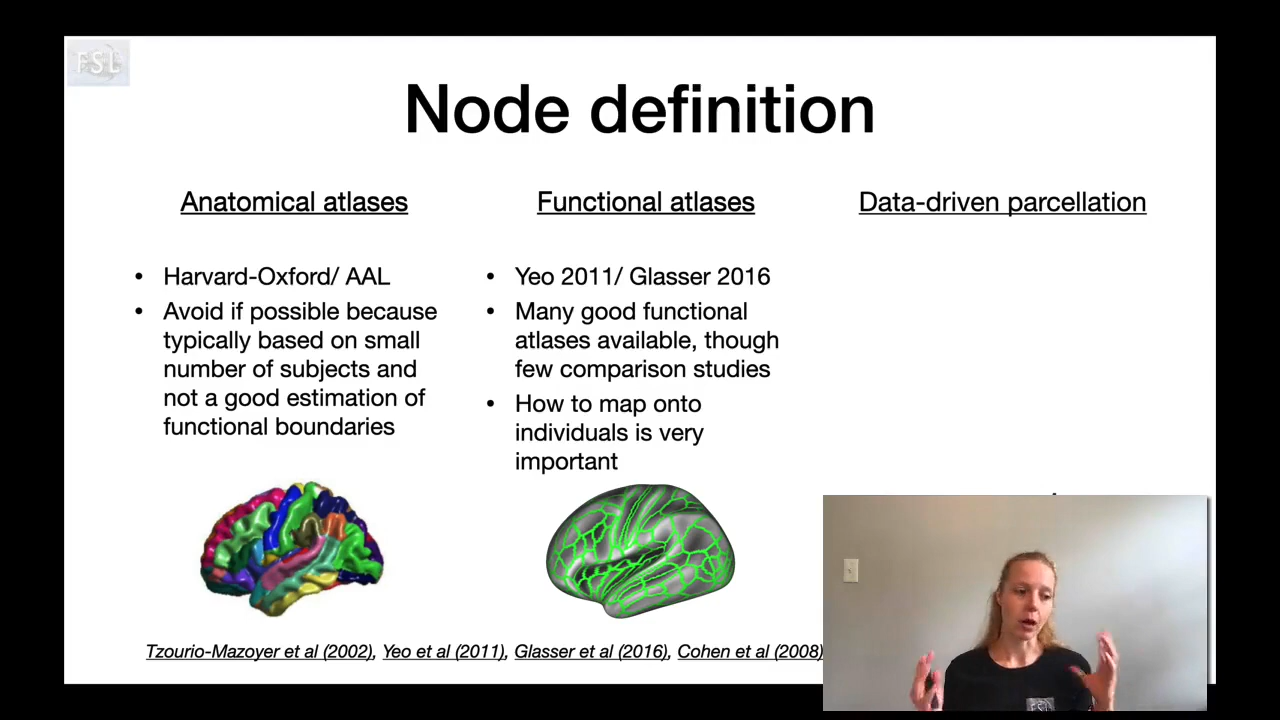 FSL
Node definition
Anatomical atlases
• Harvard-Oxford/ AAL
• Avoid if possible because
typically based on small
number of subjects and
not a good estimation of
functional boundaries
Functional atlases
• Yeo 2011/ Glasser 2016
• Many good functional
atlases available, though
few comparison studies
• How to map onto
individuals is very
important
Data-driven parcellation
Tzourio-Mazoyer et al (2002), Yeo et al (2011), Glasser et al (2016), Cohen et al (2008)
FSL